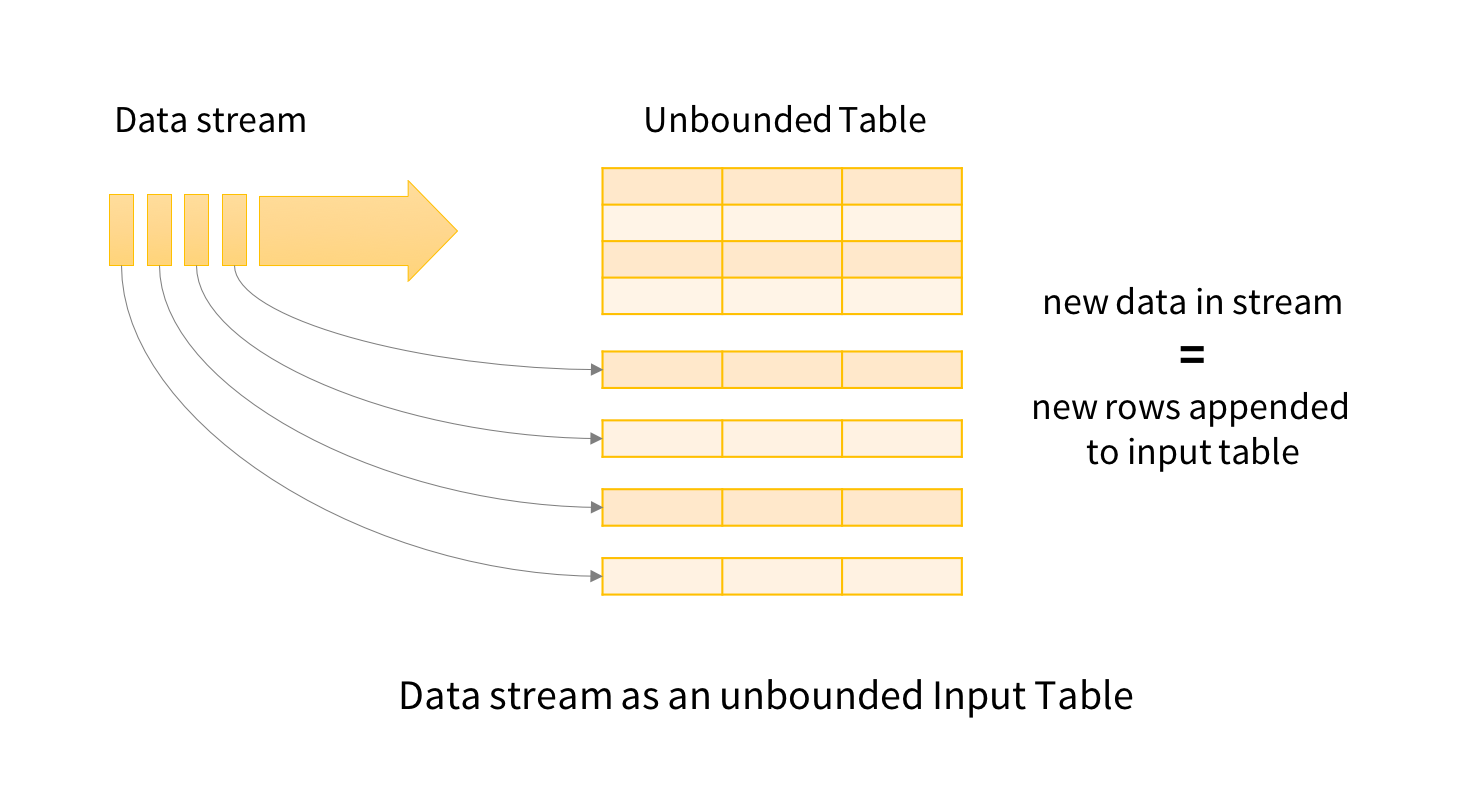 Data stream
Unbounded Table
new data in stream
=
new rows appended
to input table
Data stream as an unbounded Input Table